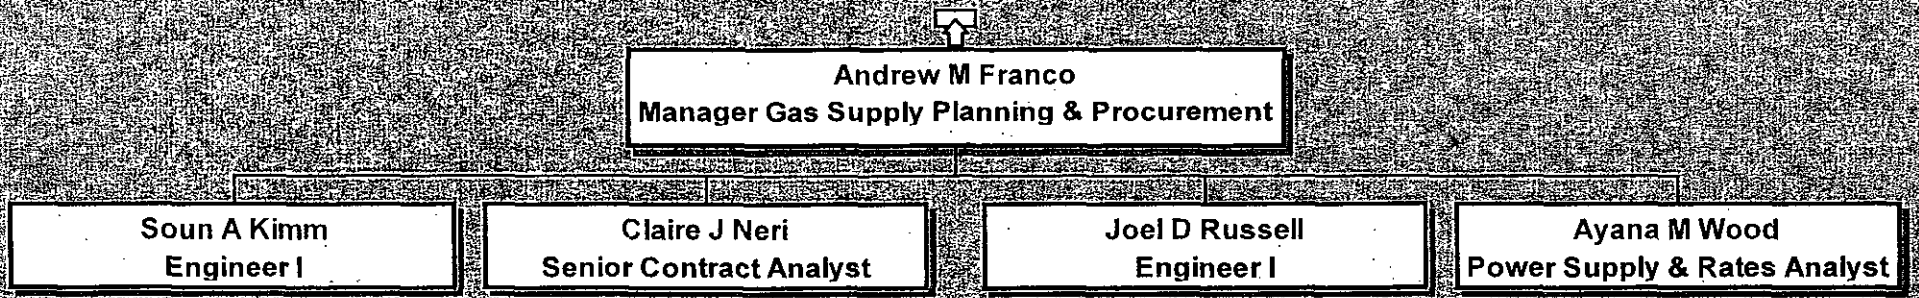 Andrew M Franco
Manager Gas Supply Planning & Procurement
Soun A Kimm
Engineer I
Claire J Neri
Senior Contract Analyst
Joel D Russell
Engineer I
Ayana M Wood
Power Supply & Rates Analyst